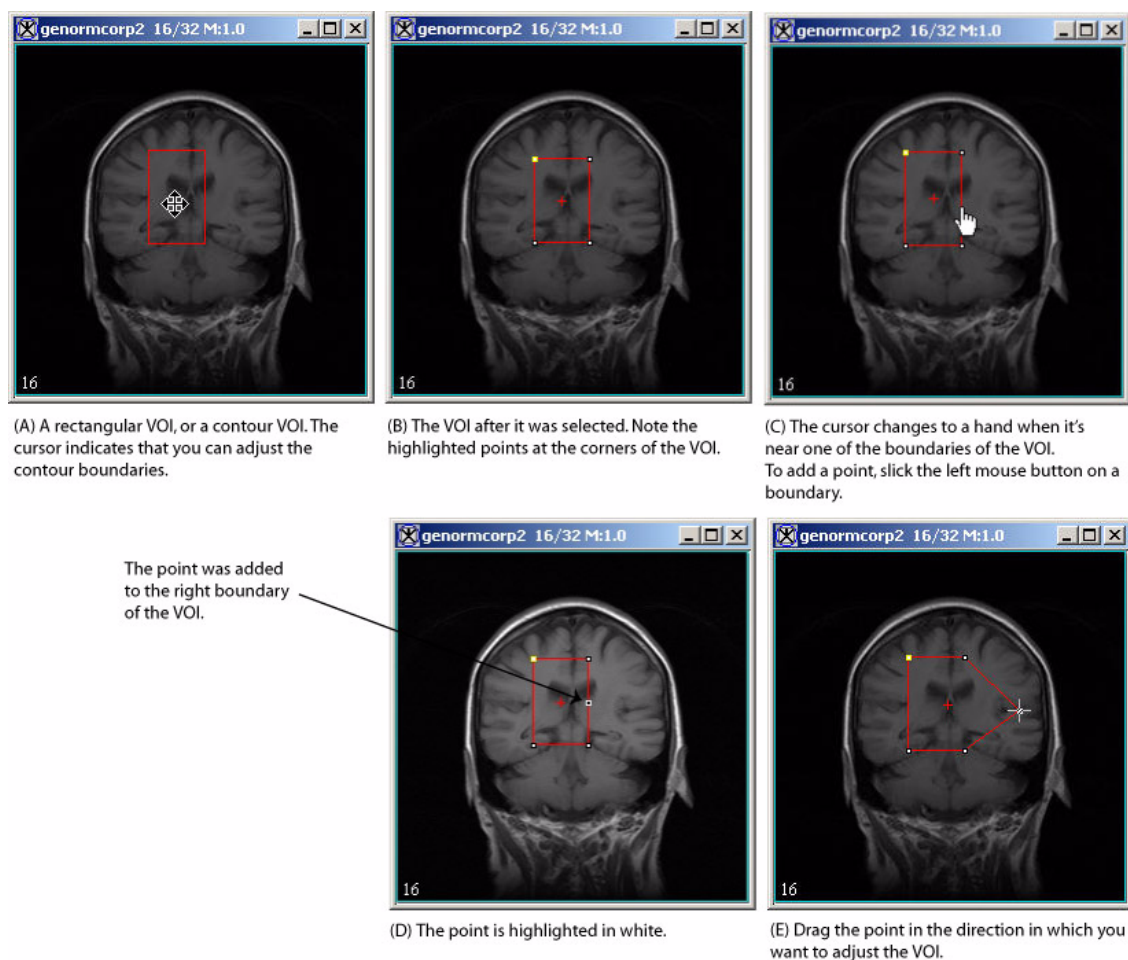 genormcorp2 16/32 M:1.0
16
(A) A rectangular VOI, or a contour VOI. The
cursor indicates that you can adjust the
contour boundaries.
genormcorp2 16/32 M:1.0
16
(B) The VOI after it was selected. Note the
highlighted points at the corners of the VOI.
genormcorp2 16/32 M:1.0
16
(C) The cursor changes to a hand when it's
near one of the boundaries of the VOI.
To add a point, slick the left mouse button on a
boundary.
The point was added
to the right boundary
of the VOI.
genormcorp2 16/32 M:1.0
16
(D) The point is highlighted in white.
genormcorp2 16/32 M:1.0
16
(E) Drag the point in the direction in which you
want to adjust the VOI.